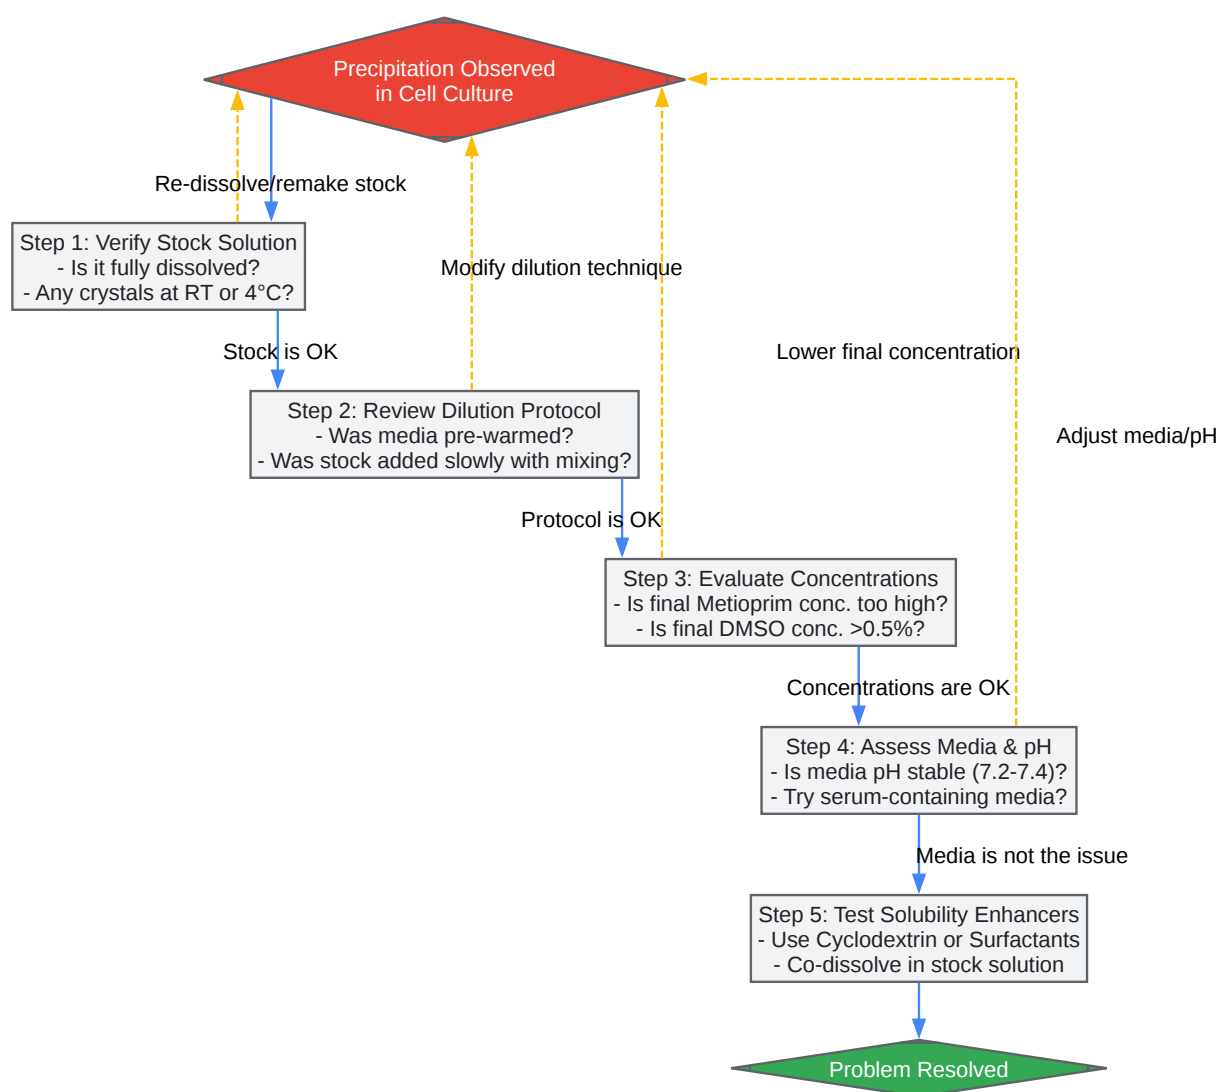 Precipitation Observed
in Cell Culture
Re-dissolve/remake stock
Step 1: Verify Stock Solution
- Is it fully dissolved?
- Any crystals at RT or 4°C?
Modify dilution technique
Stock is OK
Lower final concentration
Step 2: Review Dilution Protocol
- Was media pre-warmed?
- Was stock added slowly with mixing?
Adjust media/pH
Protocol is OK
Step 3: Evaluate Concentrations
- Is final Metioprim conc. too high?
- Is final DMSO conc. >0.5%?
Concentrations are OK
Step 4: Assess Media & pH
- Is media pH stable (7.2-7.4)?
- Try serum-containing media?
Media is not the issue
Step 5: Test Solubility Enhancers
- Use Cyclodextrin or Surfactants
- Co-dissolve in stock solution
Problem Resolved